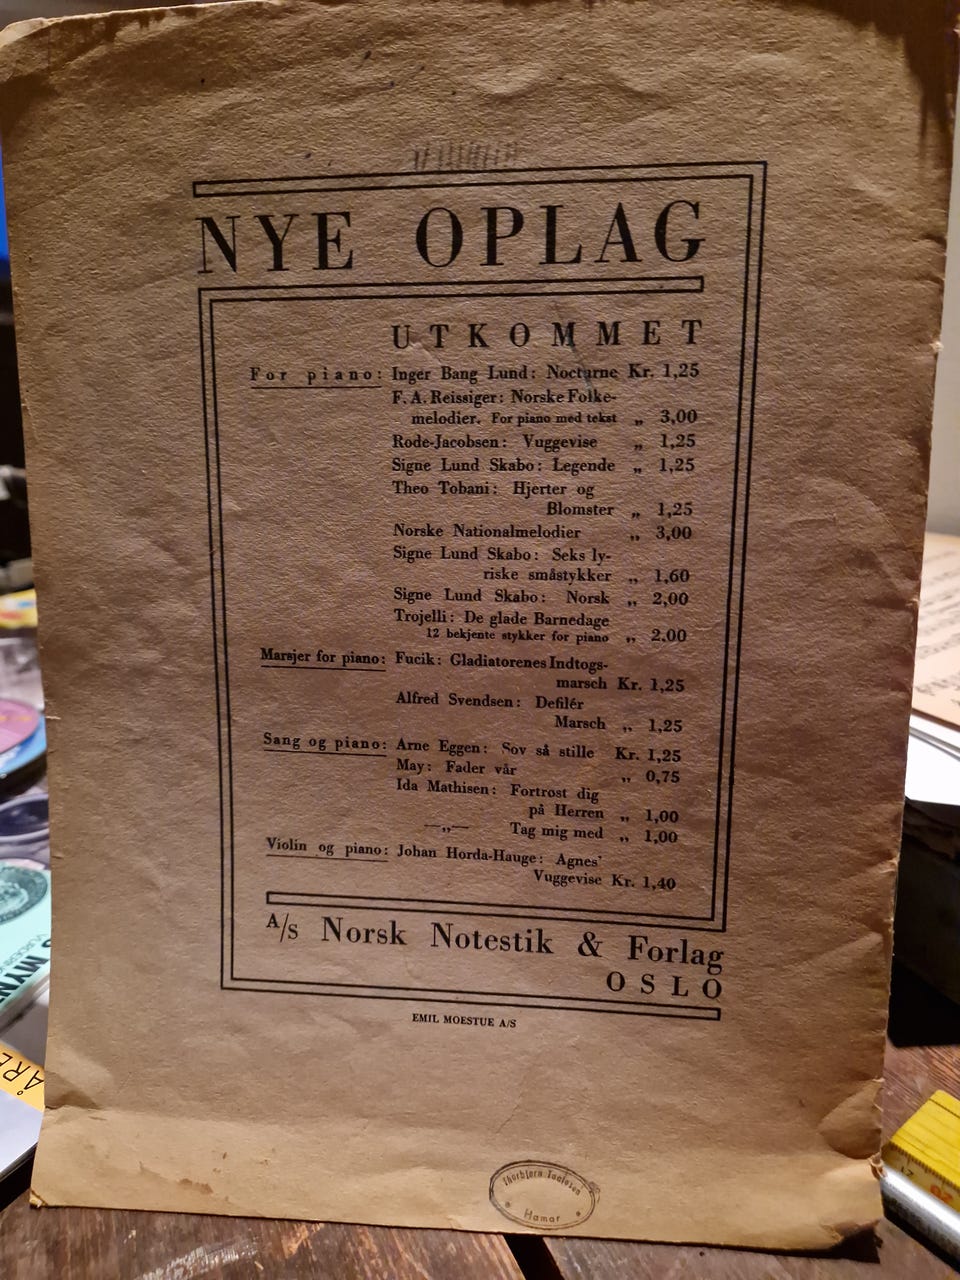 NYE OPLAG
UTKOMMET
For piano: Inger Bang Lund: Nocturne Kr. 1,25
F. A. Reissiger: Norske Folke-
melodier. For piano med tekst „ 3,00
Rode-Jacobsen: Vuggevise „ 1,25
Signe Lund Skabo: Legende „ 1,25
Theo Tobani: Hjerter og
Blomster „ 1,25
Norske Nationalmelodier „ 3,00
Signe Lund Skabo: Seks ly-
riske småstykker „ 1,60
Signe Lund Skabo: Norsk „ 2,00
Trojelli: De glade Barnedage
12 bekjente stykker for piano „ 2.00
Marsjer for piano: Fucik: Gladiatorenes Indtogs-
marsch Kr. 1,25
Alfred Svendsen: Defilér
Marsch „ 1,25
Sang og piano: Arne Eggen: Sov så stille Kr. 1,25
May: Fader vår „ 0,75
Ida Mathisen: Fortrøst dig
på Herren „ 1,00
—„— Tag mig med „ 1,00
Violin og piano: Johan Horda-Hauge: Agnes'
Vuggevise Kr. 1,40
A/s Norsk Notestik & Forlag
OSLO
EMIL MOESTUE A/S
Thorbjørn
Hamar
MYN
ÅRE